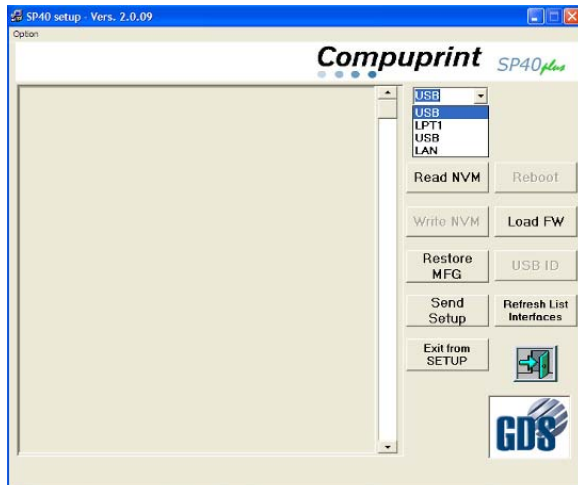 SP40 setup - Vers. 2.0.09
Option
Compuprint SP40plus
USB
USB
LPT1
USB
LAN
Read NVM
Reboot
Write NVM
Load FW
Restore
MFG
USB ID
Send
Setup
Refresh List
Interfaces
Exit from
SETUP
GDS